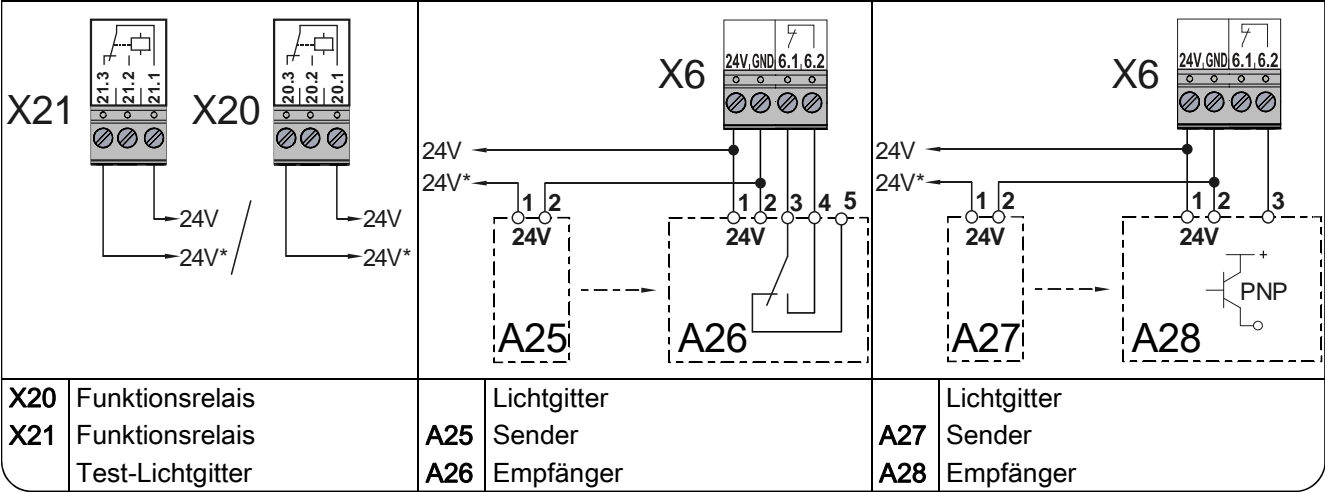 21.3 21.2 21.1
X21
20.3 20.2 20.1
X20
24V
24V*
/
24V
24V*
24V GND 6.1 6.2
X6
24V
24V*
1 2
24V
1 2 3 4 5
24V
A25
A26
24V GND 6.1 6.2
X6
24V
24V*
1 2
24V
1 2 3
24V
+
PNP
A27
A28
X20 Funktionsrelais
X21 Funktionsrelais
Test-Lichtgitter
Lichtgitter
A25 Sender
A26 Empfänger
Lichtgitter
A27 Sender
A28 Empfänger